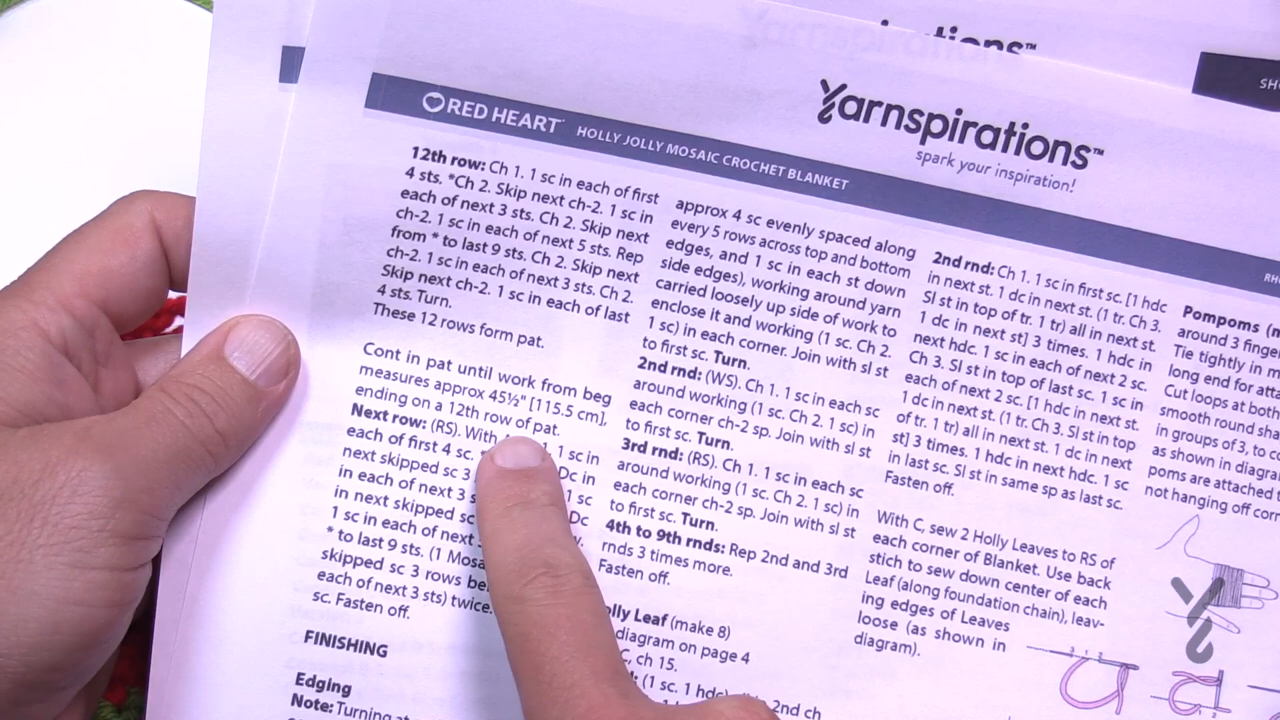 arnspirations™
SH
RED HEART
HOLLY JOLLY MOSAIC CROCHET BLANKET
Yarnspirations™
spark your inspiration!
12th row: Ch 1. 1 sc in each of first
4 sts. *Ch 2. Skip next ch-2. 1 sc in
each of next 3 sts. Ch 2. Skip next
ch-2. 1 sc in each of next 5 sts. Rep
from * to last 9 sts. Ch 2. Skip next
ch-2. 1 sc in each of next 3 sts. Ch 2.
Skip next ch-2. 1 sc in each of last
4 sts. Turn.
These 12 rows form pat.
Cont in pat until work from beg
measures approx 45½" [115.5 cm],
ending on a 12th row of pat.
Next row: (RS). With 1 sc in
each of first 4 sc. Dc in
next skipped sc 3
in each of next 3 1 sc
in next skipped sc Dc
1 sc in each of next
* to last 9 sts. (1
skipped sc 3 rows
each of next 3 sts) twice.
sc. Fasten off.
FINISHING
Edging
Note: Turning
approx 4 sc evenly spaced along
every 5 rows across top and bottom
edges, and 1 sc in each st down
side edges), working around yarn
carried loosely up side of work to
enclose it and working (1 sc. Ch 2.
1 sc) in each corner. Join with sl st
to first sc. Turn.
2nd rnd: (WS). Ch 1. 1 sc in each sc
around working (1 sc. Ch 2. 1 sc) in
each corner ch-2 sp. Join with sl st
to first sc. Turn.
3rd rnd: (RS). Ch 1. 1 sc in each sc
around working (1 sc. Ch 2. 1 sc) in
each corner ch-2 sp. Join with sl st
to first sc. Turn.
4th to 9th rnds: Rep 2nd and 3rd
rnds 3 times more.
Fasten off.
olly Leaf (make 8)
diagram on page 4
C, ch 15.
(1 sc. 1 hdc) 2nd ch
2nd rnd: Ch 1. 1 sc in first sc. [1 hdc
in next st. 1 dc in next st. (1 tr. Ch 3.
Sl st in top of tr. 1 tr) all in next st.
1 dc in next st] 3 times. 1 hdc in
next hdc. 1 sc in each of next 2 sc.
Ch 3. Sl st in top of last sc. 1 sc in
each of next 2 sc. [1 hdc in next st.
1 dc in next st. (1 tr. Ch 3. Sl st in top
of tr. 1 tr) all in next st. 1 dc in next
st] 3 times. 1 hdc in next hdc. 1 sc
in last sc. Sl st in same sp as last sc.
Fasten off.
With C, sew 2 Holly Leaves to RS of
each corner of Blanket. Use back
stitch to sew down center of each
Leaf (along foundation chain), leav-
ing edges of Leaves
loose (as shown in
diagram).
RH
Pompoms (m
around 3 finger
Tie tightly in m
long end for atta
Cut loops at both
smooth round sha
in groups of 3, to co
as shown in diagra
poms are attached
not hanging off cor
3 1 2